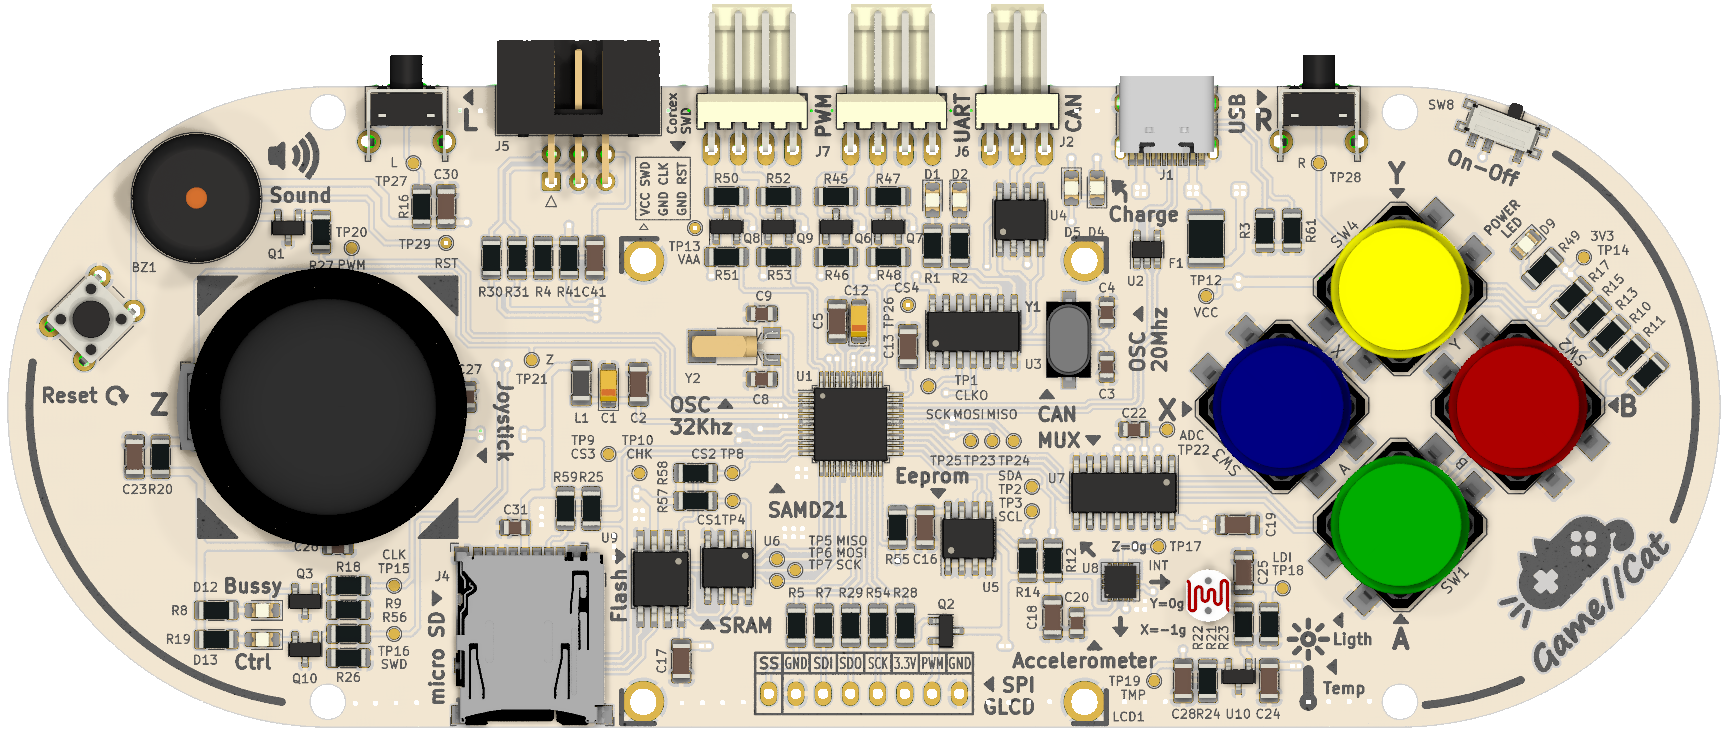 L
Cortex
SWD
PWM
UART
CAN
USB
R
SW8
On-Off
J5
J7
J6
J2
J1
L
TP27
R16
C30
Sound
VCC SWD
GND CLK
GND RST
R50
R52
R45
R47
D1
D2
U4
Charge
D5
D4
R
TP28
Y
SW4
POWER
LED
D9
R49
3V3
TP14
R17
R15
R13
R10
R11
BZ1
Q1
R27
PWM
TP20
TP29
RST
R30
R31
R4
R41
C41
TP13
VAA
Q8
Q9
Q6
Q7
R51
R53
R46
R48
R1
R2
U2
F1
R3
R61
TP12
VCC
CS4
TP26
C9
C5
C12
C13
Y1
U3
C4
C3
OSC
20Mhz
Reset
Z
C27
Z
TP21
Joystick
L1
C1
C2
Y2
C8
OSC
32Khz
U1
TP1
CLKO
CAN
MUX
SCK
MOSI
MISO
TP25
TP23
TP24
C22
X
ADC
TP22
SW3
X
Y
SW2
B
A
B
C23
R20
TP9
CS3
TP10
CHK
R58
CS2
TP8
R57
CS1
TP4
R59
R25
C31
SAMD21
Eeprom
SDA
TP2
TP3
SCL
U7
C19
C26
U9
Flash
U6
TP5 MISO
TP6 MOSI
TP7 SCK
R55
C16
U5
R14
R12
U8
Z=0g
INT
TP17
Y=0g
X=-1g
C25
LDI
TP18
SW1
A
D12
Bussy
Q3
R18
CLK
TP15
J4
R8
R9
R56
R19
D13
Ctrl
Q10
R26
TP16
SWD
micro SD
SRAM
C17
R5
R7
R29
R54
R28
Q2
C18
C20
R22
R21
R23
Ligth
Accelerometer
TP19
TMP
Temp
SS
GND
SDI
SDO
SCK
3.3V
PWM
GND
SPI
GLCD
LCD1
C28
R24
U10
C24
Game//Cat